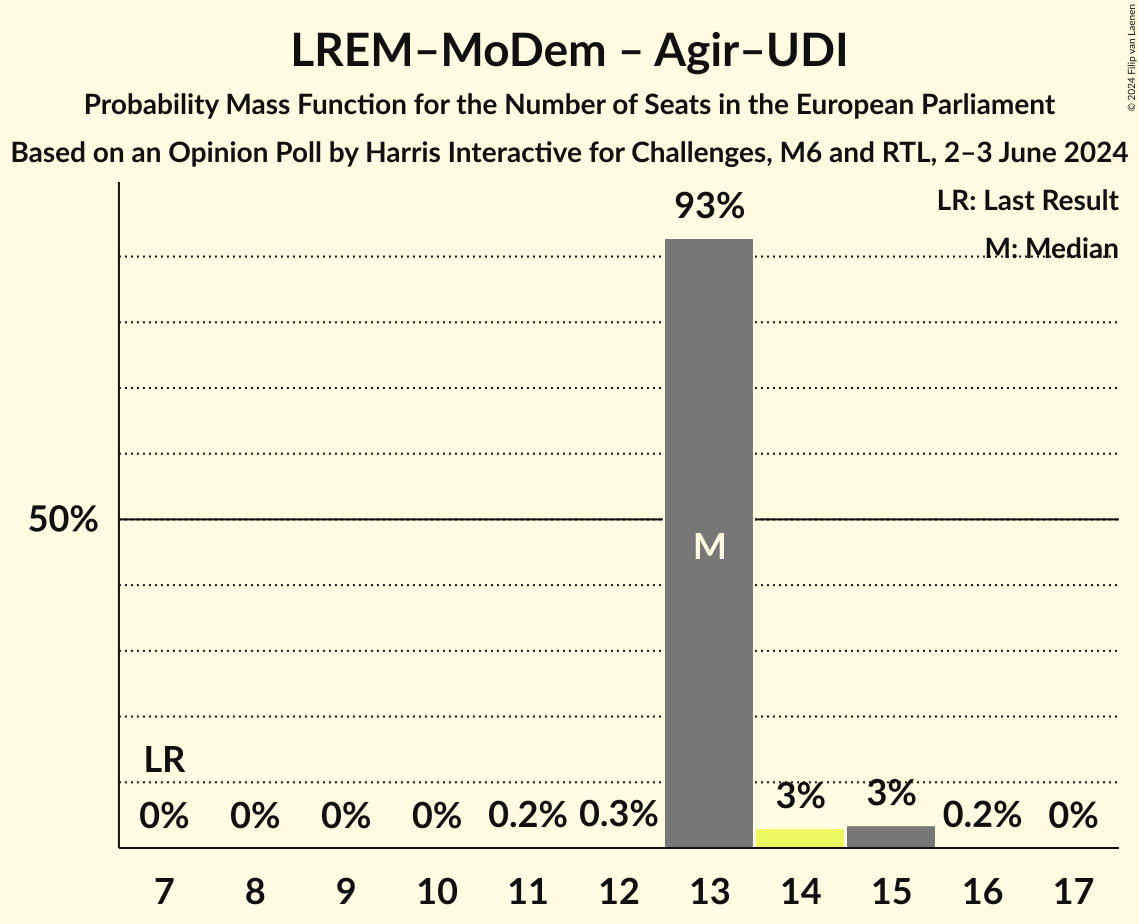 LREM–MoDem – Agir–UDI
Probability Mass Function for the Number of Seats in the European Parliament
Based on an Opinion Poll by Harris Interactive for Challenges, M6 and RTL, 2–3 June 2024
© 2024 Filip van Laenen
LR: Last Result
M: Median
93%
50%
M
LR
0% 0% 0% 0% 0.2% 0.3% 3% 3% 0.2% 0%
7 8 9 10 11 12 13 14 15 16 17